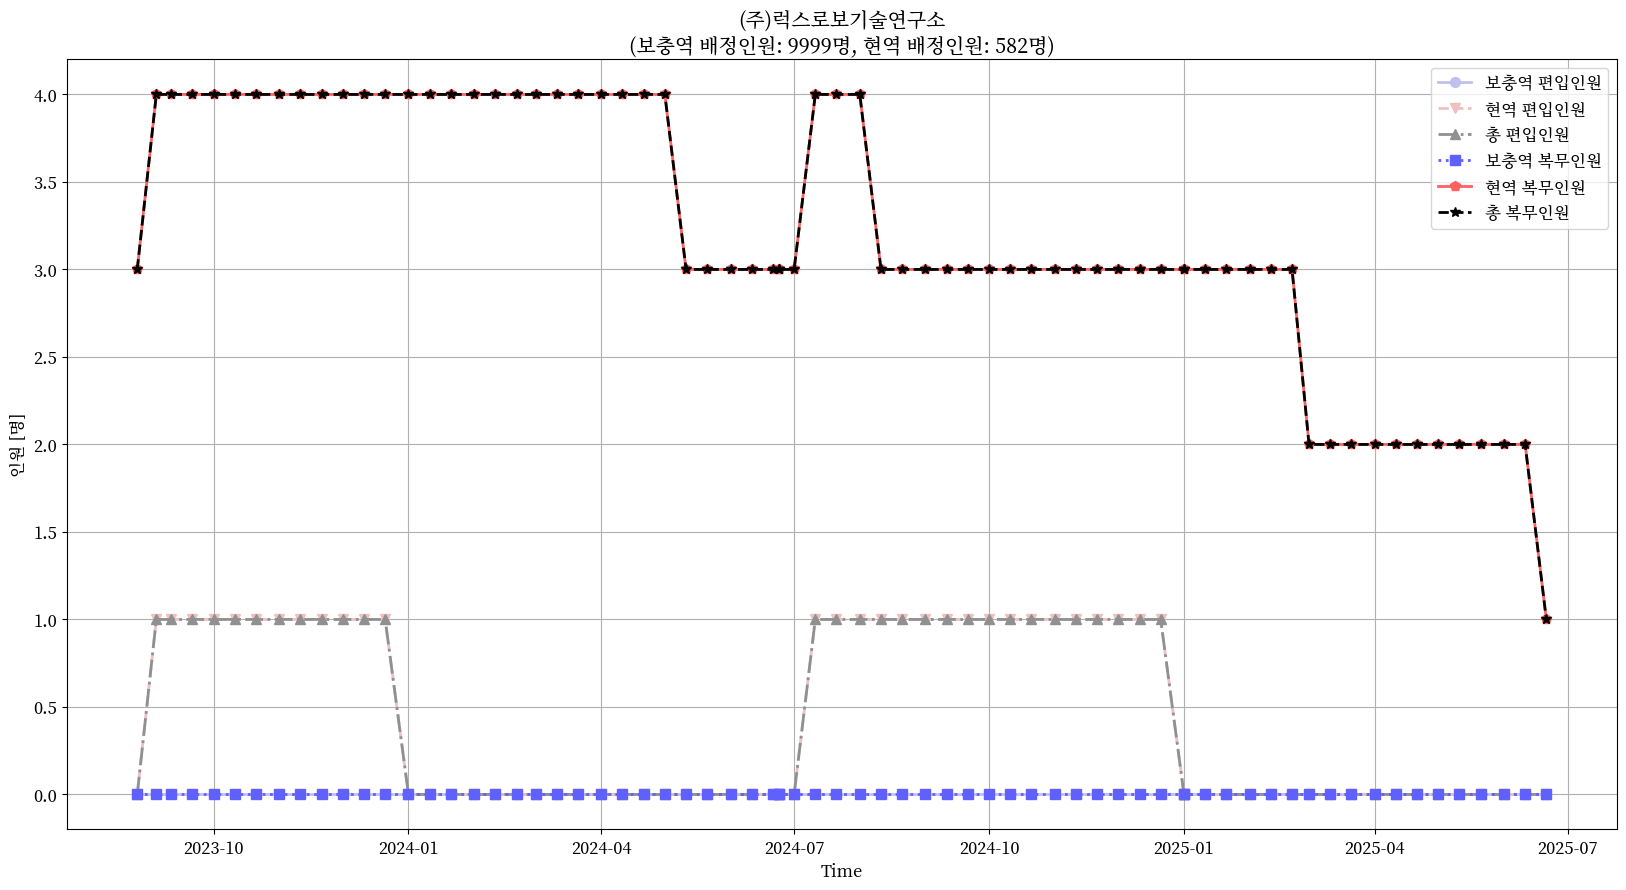 (주)럭스로보기술연구소
(보충역 배정인원: 9999명, 현역 배정인원: 582명)
보충역 편입인원
현역 편입인원
총 편입인원
보충역 복무인원
현역 복무인원
총 복무인원
4.0
3.5
3.0
2.5
2.0
1.5
1.0
0.5
0.0
인원 [명]
2023-10
2024-01
2024-04
2024-07
2024-10
2025-01
2025-04
2025-07
Time